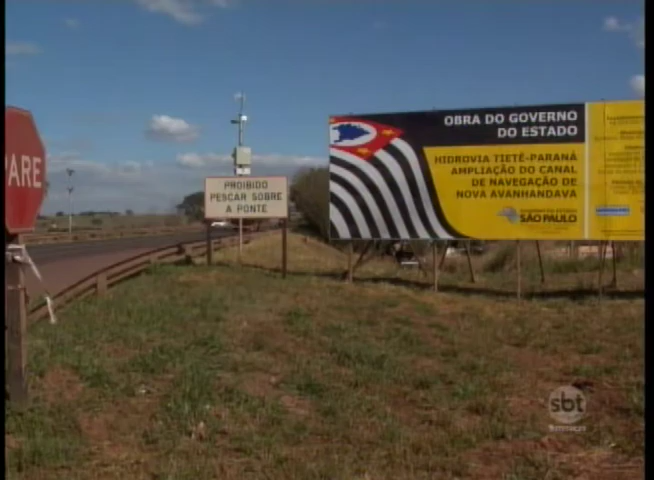 PARE
PROIBIDO
PESCAR SOBRE
A PONTE
OBRA DO GOVERNO
DO ESTADO
HIDROVIA TIETÊ-PARANÁ
AMPLIAÇÃO DO CANAL
DE NAVEGAÇÃO DE
NOVA AVANHANDAVA
SÃO PAULO
sbt